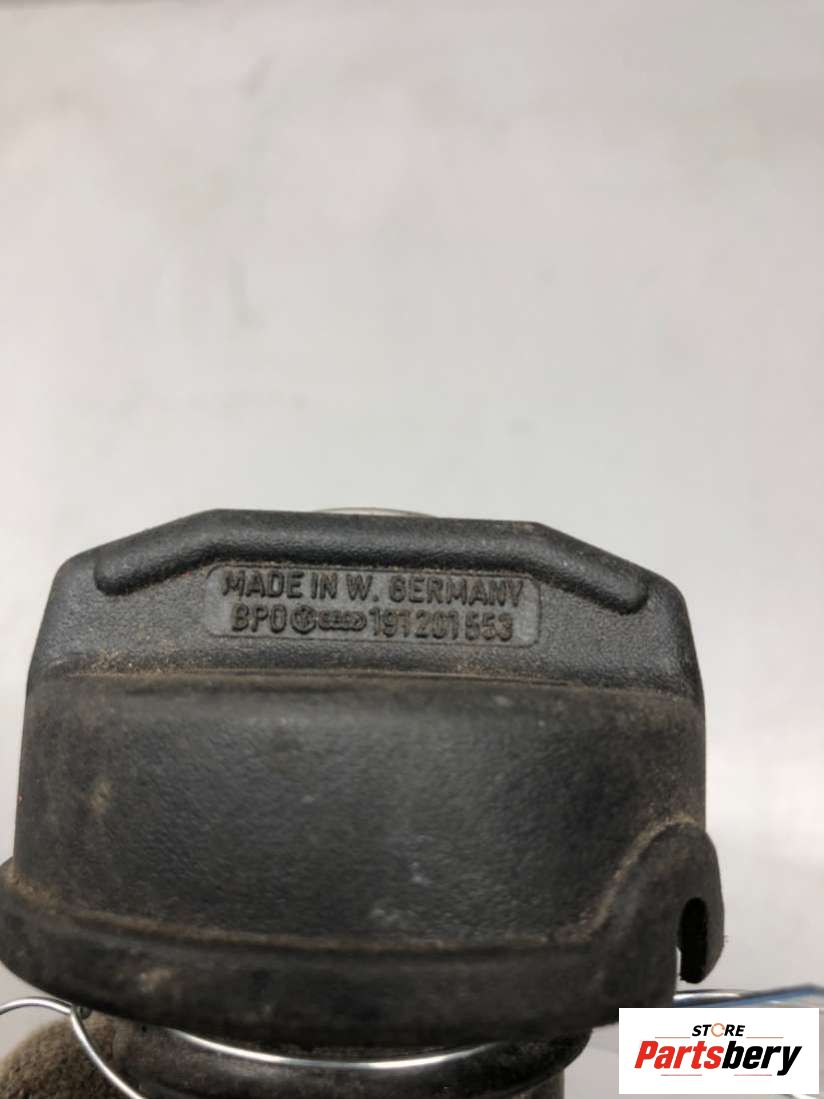 MADE IN W. GERMANY
BPO 191 201 553
STORE
Partsbery